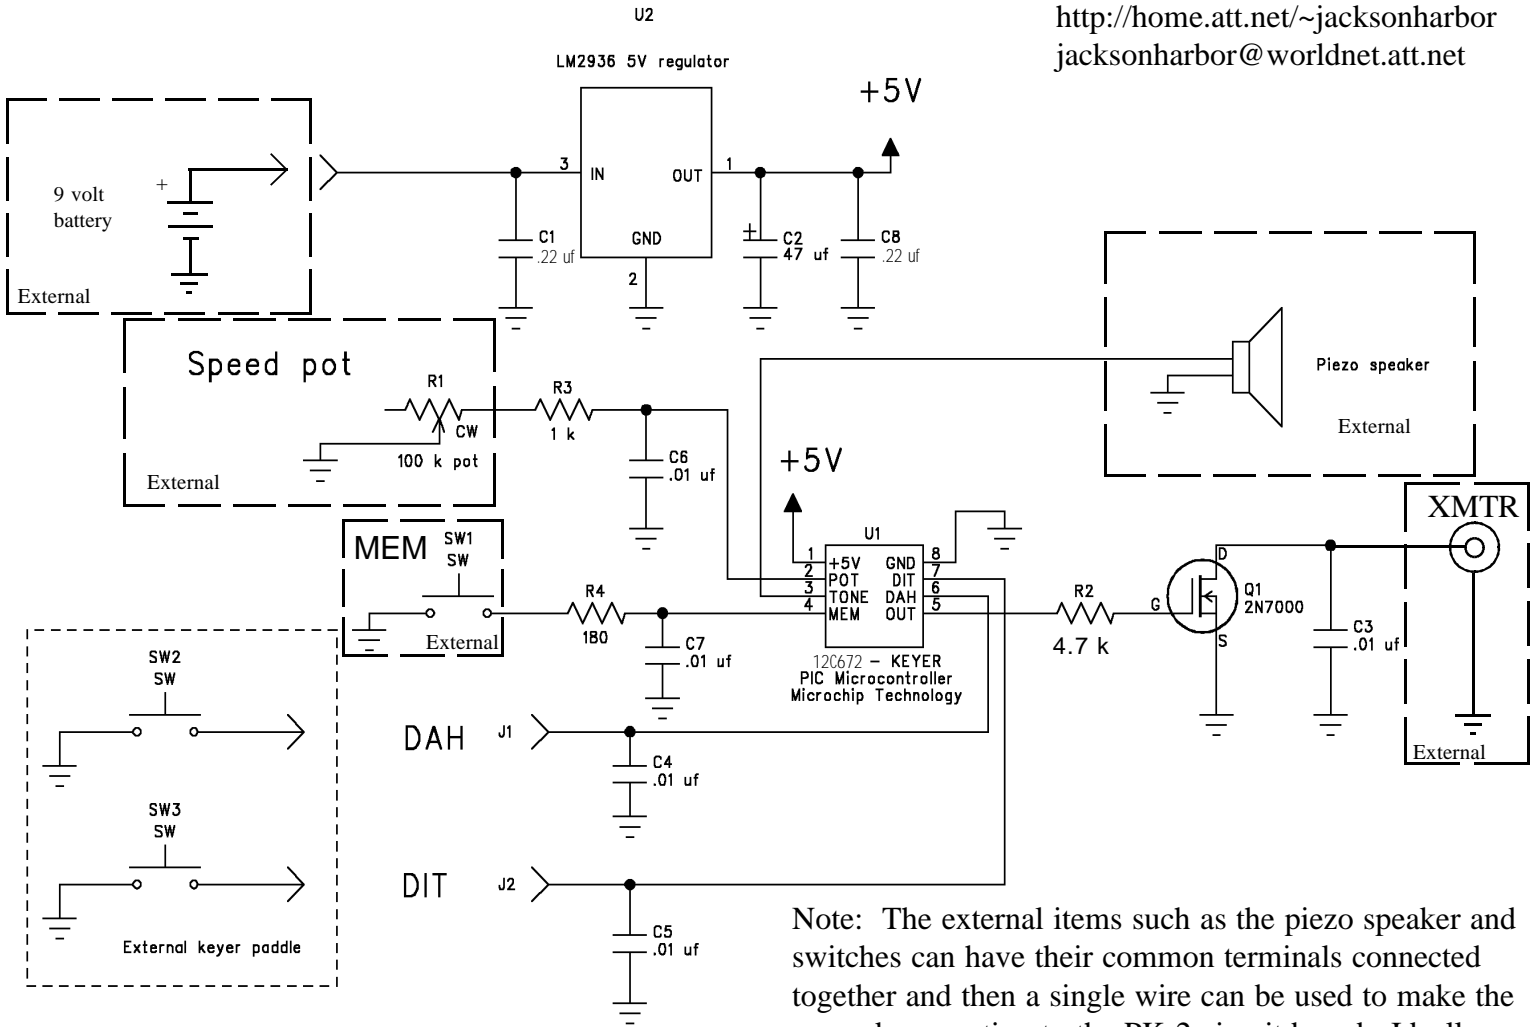 U2
http://home.att.net/~jacksonharbor
jacksonharbor@worldnet.att.net
LM2936 5V regulator
+5V
3
IN
OUT
1
GND
2
9 volt
battery
+
External
C1
.22 uf
+
C2
47 uf
C8
.22 uf
Speed pot
R1
CW
100 k pot
External
R3
1 k
C6
.01 uf
Piezo speaker
External
+5V
MEM
SW1
SW
External
R4
180
C7
.01 uf
U1
1
+5V
GND
8
2
POT
DIT
7
3
TONE
DAH
6
4
MEM
OUT
5
12C672 - KEYER
PIC Microcontroller
Microchip Technology
R2
4.7 k
D
G
S
Q1
2N7000
C3
.01 uf
XMTR
External
SW2
SW
DAH
J1
C4
.01 uf
SW3
SW
DIT
J2
C5
.01 uf
External keyer paddle
Note: The external items such as the piezo speaker and
switches can have their common terminals connected
together and then a single wire can be used to make the